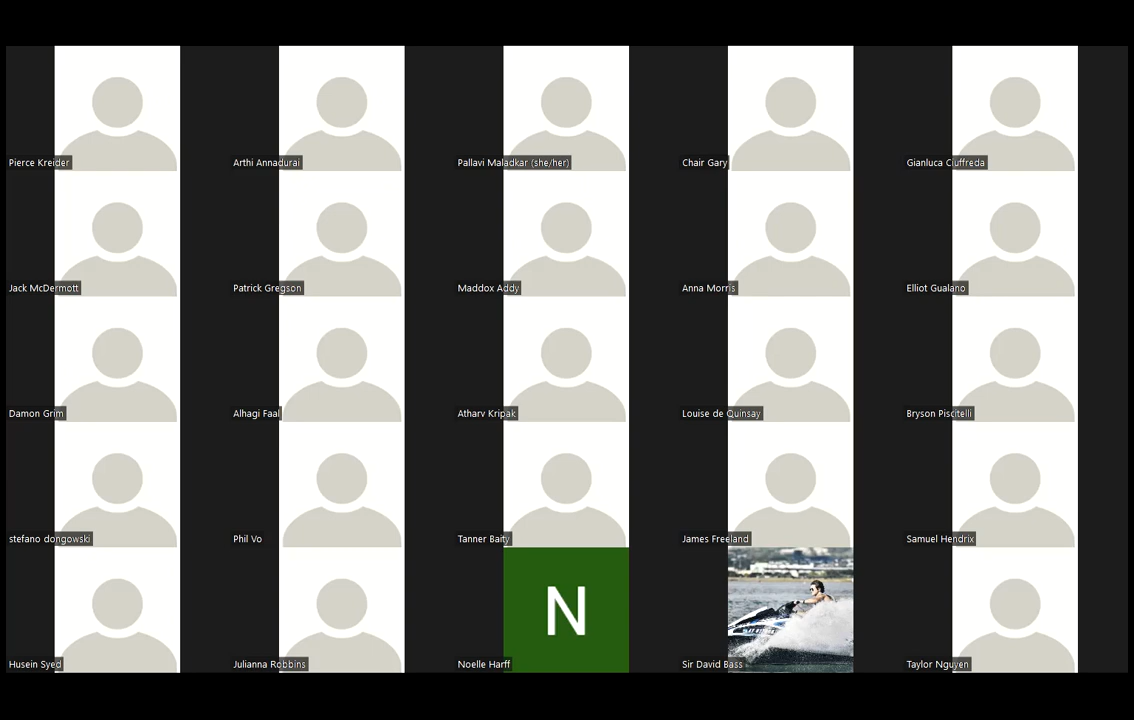 Pierce Kreider
Arthi Annadurai
Pallavi Maladkar (she/her)
Chair Gary
Gianluca Ciuffreda
Jack McDermott
Patrick Gregson
Maddox Addy
Anna Morris
Elliot Gualano
Damon Grim
Alhagi Faal
Atharv Kripak
Louise de Quinsay
Bryson Piscitelli
stefano dongowski
Phil Vo
Tanner Baity
James Freeland
Samuel Hendrix
N
Husein Syed
Julianna Robbins
Noelle Harff
Sir David Bass
Taylor Nguyen